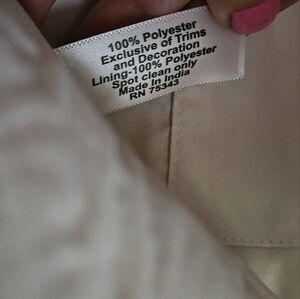 100% Polyester
Exclusive of Trims
and Decoration
Lining-100% Polyester
Spot clean only
Made in India
RN 75343